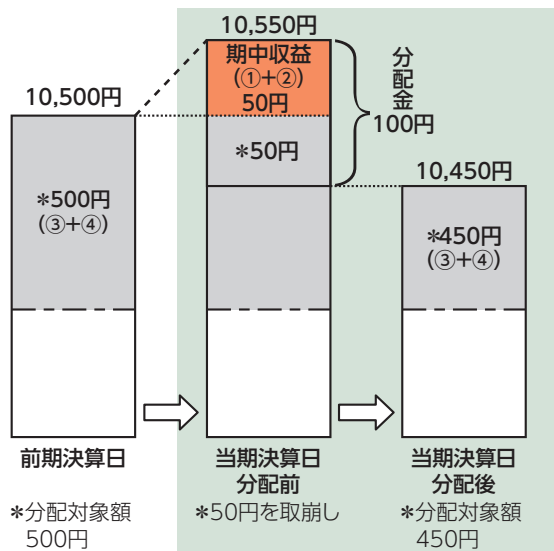 10,500円
*500円
(③+④)
前期決算日
*分配対象額
500円
10,550円
期中収益
(①+②)
50円
*50円
分配金
100円
当期決算日
分配前
*50円を取崩し
10,450円
*450円
(③+④)
当期決算日
分配後
*分配対象額
450円